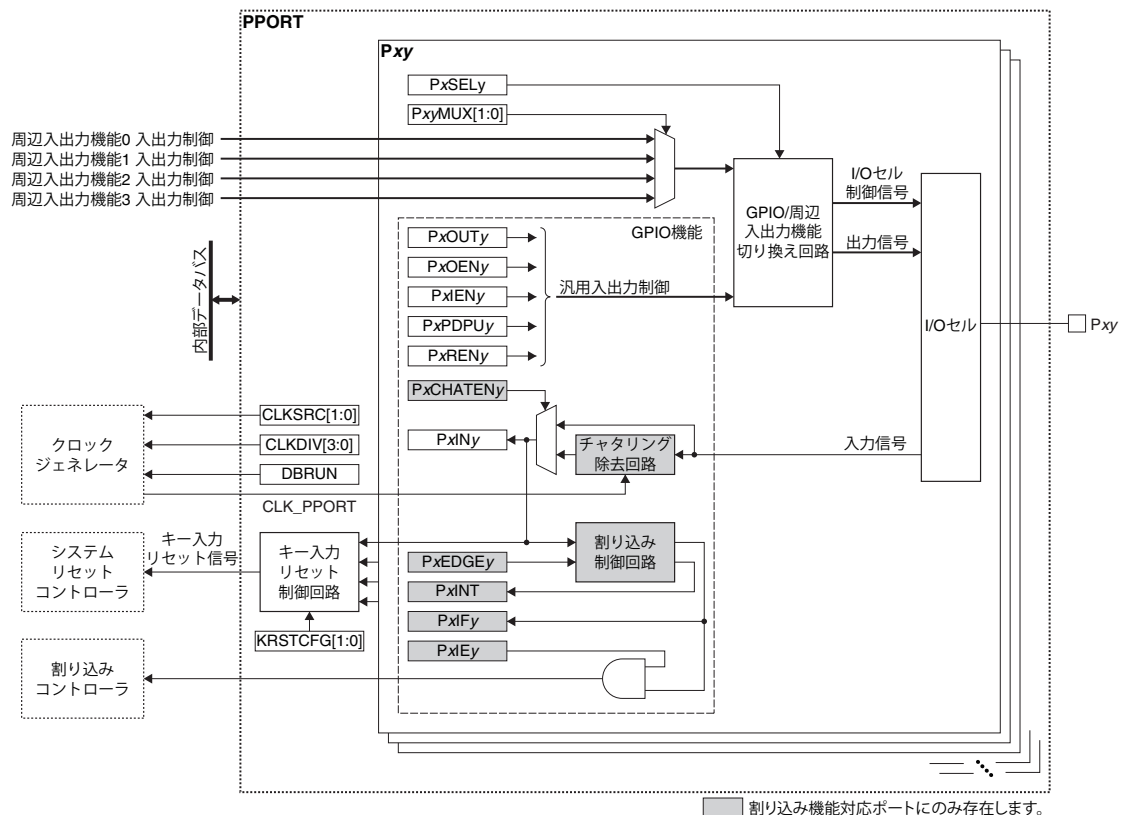 PPORT
Pxy
PxSELy
PxyMUX[1:0]
周辺入出力機能0 入出力制御
周辺入出力機能1 入出力制御
周辺入出力機能2 入出力制御
周辺入出力機能3 入出力制御
GPIO/周辺
入出力機能
切り換え回路
I/Oセル
制御信号
出力信号
I/Oセル
Pxy
内部データバス
GPIO機能
PxOUTy
PxOENy
PxIENy
PxPDPUy
PxRENy
汎用入出力制御
PxCHATENy
PxINy
チャタリング
除去回路
入力信号
クロック
ジェネレータ
CLKSRC[1:0]
CLKDIV[3:0]
DBRUN
CLK_PPORT
システム
リセット
コントローラ
キー入力
リセット信号
キー入力
リセット
制御回路
KRSTCFG[1:0]
PxEDGEy
PxINT
PxIFy
PxIEy
割り込み
制御回路
割り込み
コントローラ
割り込み機能対応ポートにのみ存在します。